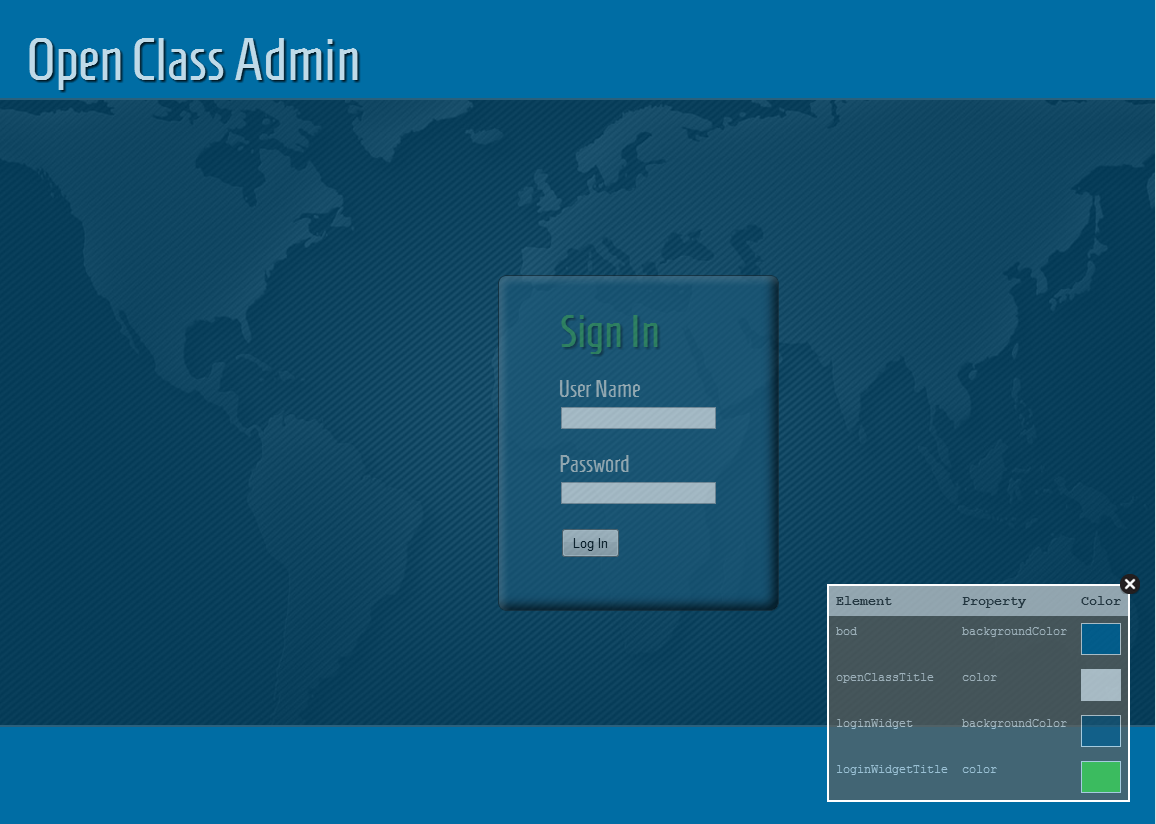 Open Class Admin
Sign In
User Name
Password
Log In
Element Property Color
bod backgroundColor
openClassTitle color
loginWidget backgroundColor
loginWidgetTitle color